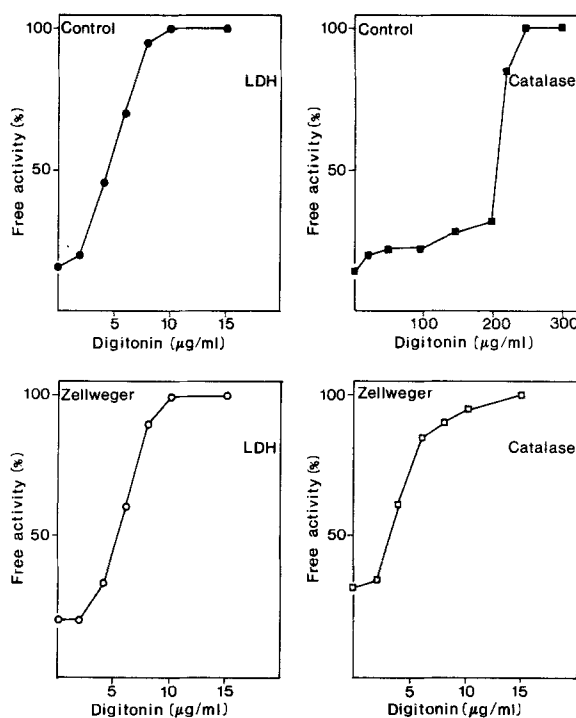 Control
LDH
Free activity (%)
100
50
5
10
15
Digitonin (µg/ml)
Control
Catalase
Free activity (%)
100
50
100
200
300
Digitonin (µg/ml)
Zellweger
LDH
Free activity (%)
100
50
5
10
15
Digitonin (µg/ml)
Zellweger
Catalase
Free activity (%)
100
50
5
10
15
Digitonin (µg/ml)